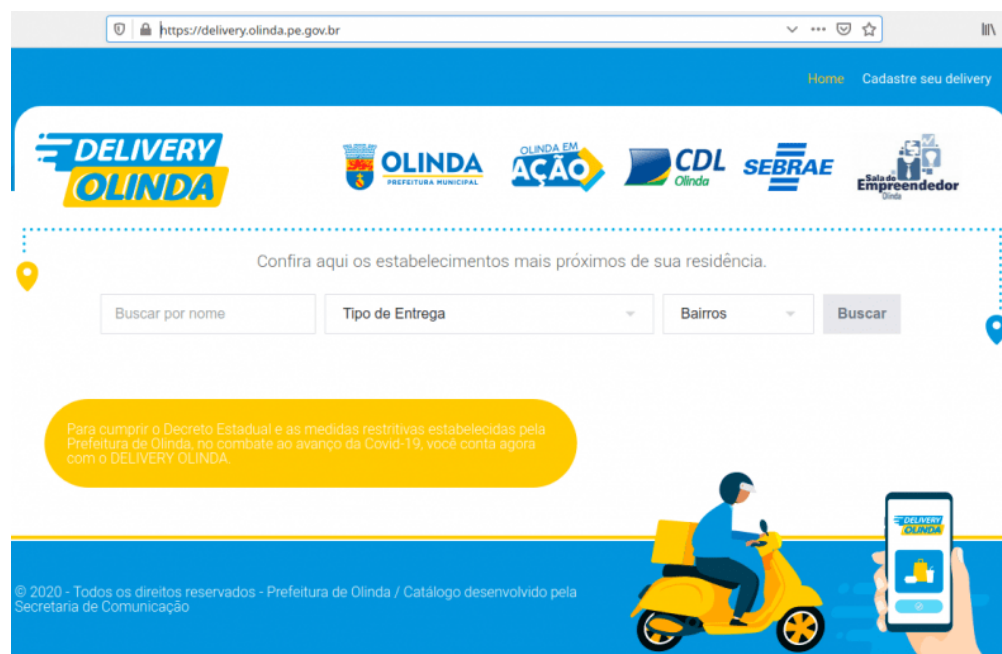 https://delivery.olinda.pe.gov.br
Home Cadastre seu delivery
DELIVERY
OLINDA
OLINDA
PREFEITURA MUNICIPAL
OLINDA EM
AÇÃO
CDL
Olinda
SEBRAE
Sala do
Empreendedor
Olinda
Confira aqui os estabelecimentos mais próximos de sua residência.
Buscar por nome Tipo de Entrega Bairros Buscar
Para cumprir o Decreto Estadual e as medidas restritivas estabelecidas pela
Prefeitura de Olinda, no combate ao avanço da Covid-19, você conta agora
com o DELIVERY OLINDA.
DELIVERY
OLINDA
© 2020 - Todos os direitos reservados - Prefeitura de Olinda / Catálogo desenvolvido pela
Secretaria de Comunicação